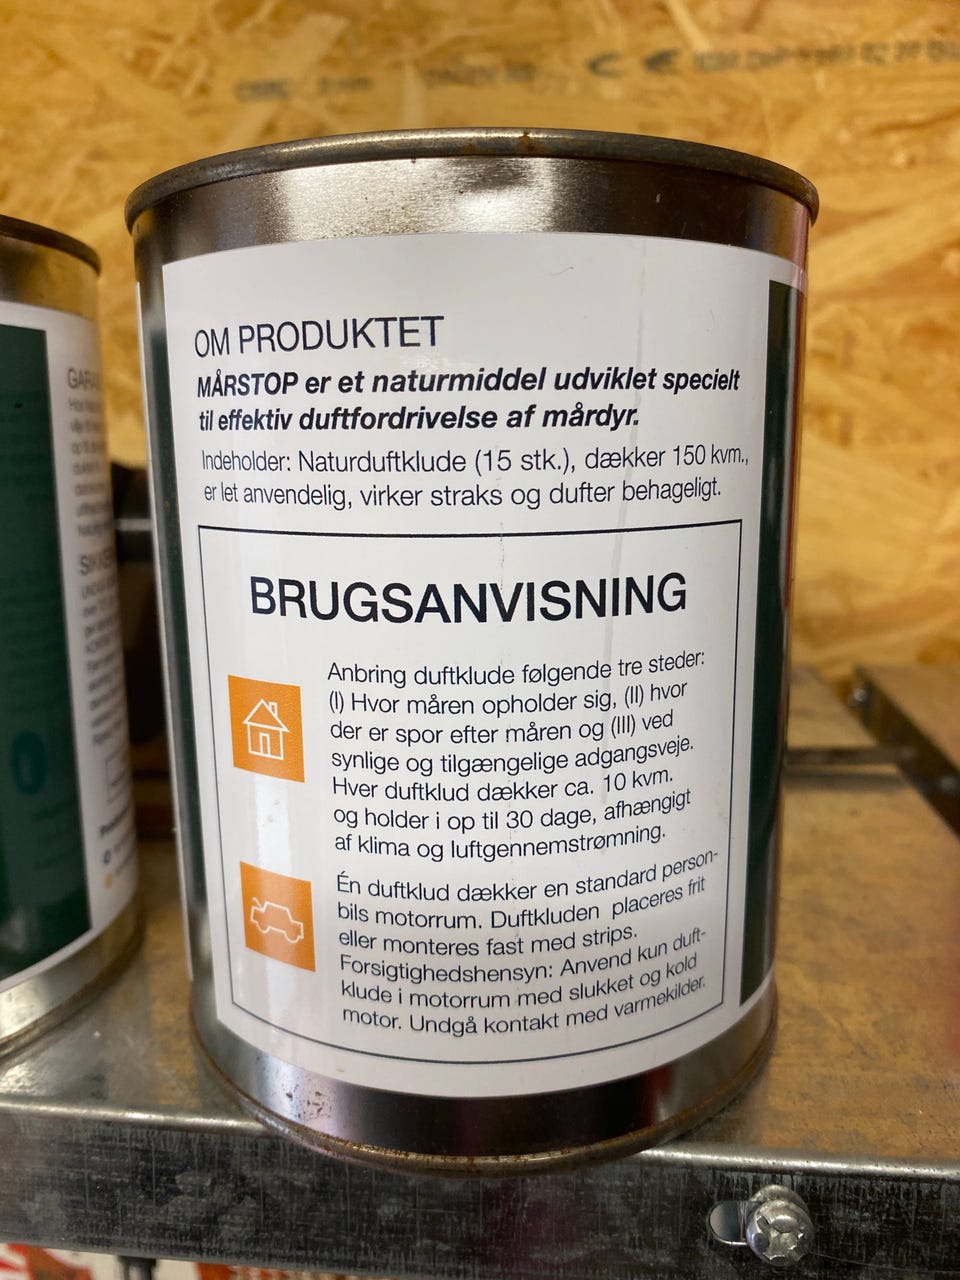 OM PRODUKTET
MÅRSTOP er et naturmiddel udviklet specielt
til effektiv duftfordrivelse af mårdyr.
Indeholder: Naturduftklude (15 stk.), dækker 150 kvm.,
er let anvendelig, virker straks og dufter behageligt.
BRUGSANVISNING
Anbring duftklude følgende tre steder:
(I) Hvor måren opholder sig, (II) hvor
der er spor efter måren og (III) ved
synlige og tilgængelige adgangsveje.
Hver duftklud dækker ca. 10 kvm.
og holder i op til 30 dage, afhængigt
af klima og luftgennemstrømning.
Én duftklud dækker en standard person-
bils motorrum. Duftkluden placeres frit
eller monteres fast med strips.
Forsigtighedshensyn: Anvend kun duft-
klude i motorrum med slukket og kold
motor. Undgå kontakt med varmekilder.